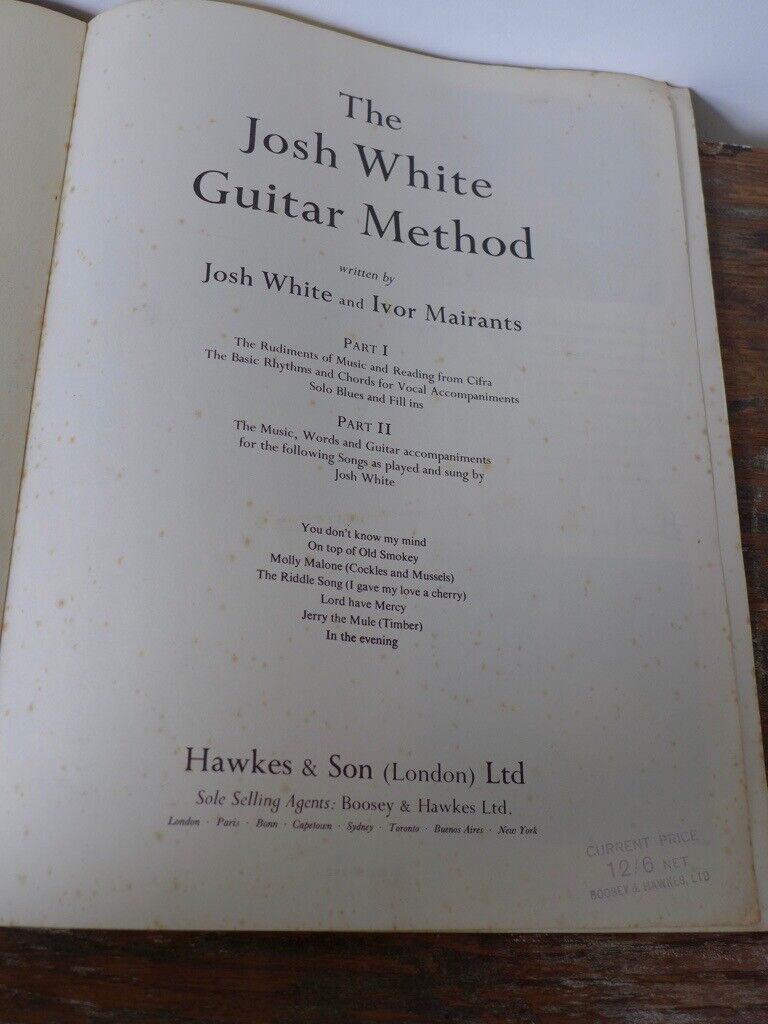 The
Josh White
Guitar Method
written by
Josh White and Ivor Mairants
PART I
The Rudiments of Music and Reading from Cifra
The Basic Rhythms and Chords for Vocal Accompaniments
Solo Blues and Fill ins
PART II
The Music, Words and Guitar accompaniments
for the following Songs as played and sung by
Josh White
You don't know my mind
On top of Old Smokey
Molly Malone (Cockles and Mussels)
The Riddle Song (I gave my love a cherry)
Lord have Mercy
Jerry the Mule (Timber)
In the evening
Hawkes & Son (London) Ltd
Sole Selling Agents: Boosey & Hawkes Ltd.
London · Paris · Bonn · Capetown · Sydney · Toronto · Buenos Aires · New York
CURRENT PRICE
12/6 NET
BOOSEY & HAWKES, LTD